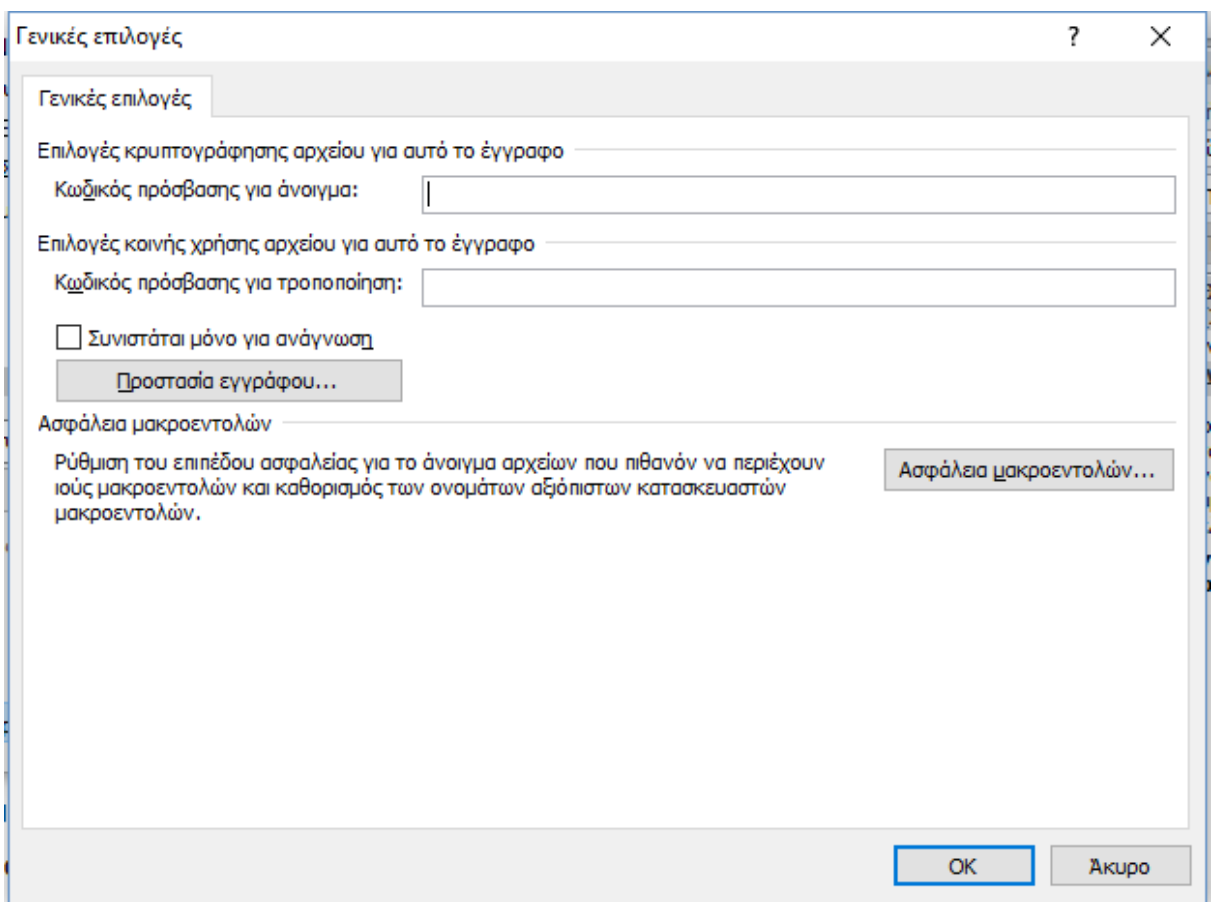 Γενικές επιλογές
?
Γενικές επιλογές
Επιλογές κρυπτογράφησης αρχείου για αυτό το έγγραφο
Κωδικός πρόσβασης για άνοιγμα:
Επιλογές κοινής χρήσης αρχείου για αυτό το έγγραφο
Κωδικός πρόσβασης για τροποποίηση:
Συνιστάται μόνο για ανάγνωση
Προστασία εγγράφου...
Ασφάλεια μακροεντολών
Ρύθμιση του επιπέδου ασφαλείας για το άνοιγμα αρχείων που πιθανόν να περιέχουν
ιούς μακροεντολών και καθορισμός των ονομάτων αξιόπιστων κατασκευαστών
μακροεντολών.
Ασφάλεια μακροεντολών...
OK
Άκυρο